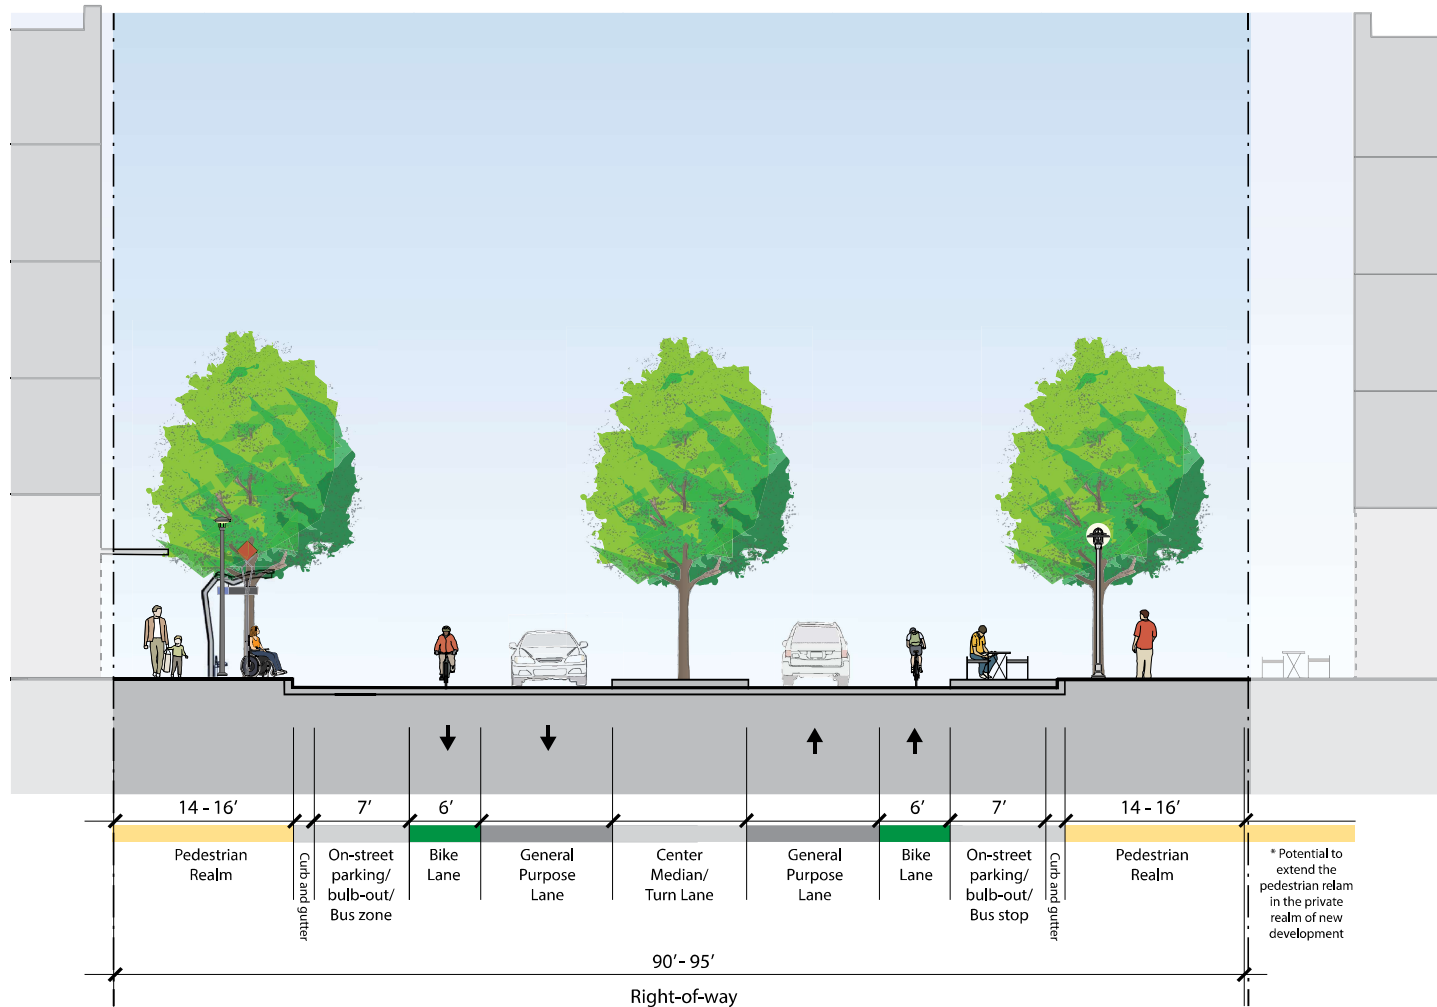 14 - 16’
7’
6’
6’
7’
14 - 16’
Pedestrian
Realm
Curb and gutter
On-street
parking/
bulb-out/
Bus zone
Bike
Lane
General
Purpose
Lane
Center
Median/
Turn Lane
General
Purpose
Lane
Bike
Lane
On-street
parking/
bulb-out/
Bus stop
Curb and gutter
Pedestrian
Realm
* Potential to
extend the
pedestrian relam
in the private
realm of new
development
90’ - 95’
Right-of-way